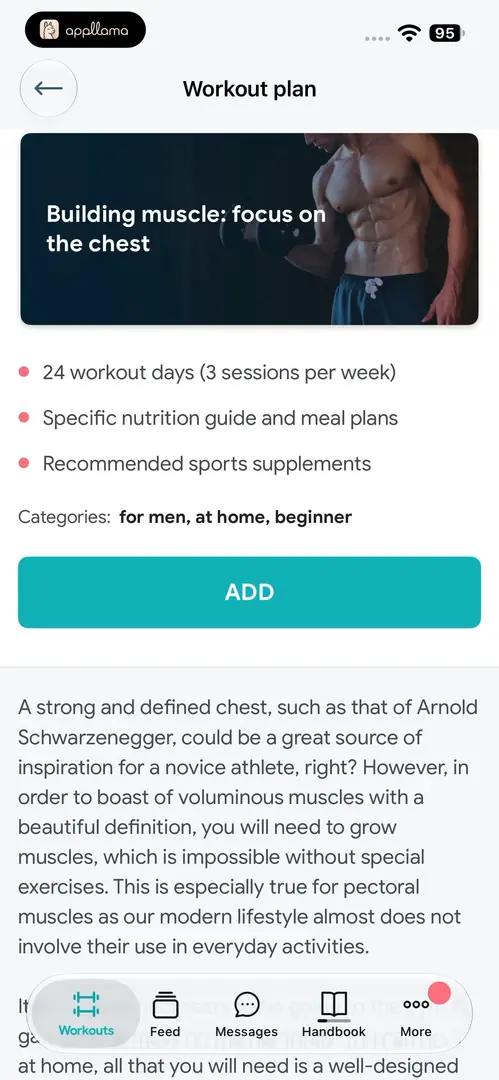 appllama
95
Workout plan
Building muscle: focus on
the chest
24 workout days (3 sessions per week)
Specific nutrition guide and meal plans
Recommended sports supplements
Categories: for men, at home, beginner
ADD
A strong and defined chest, such as that of Arnold
Schwarzenegger, could be a great source of
inspiration for a novice athlete, right? However, in
order to boast of voluminous muscles with a
beautiful definition, you will need to grow
muscles, which is impossible without special
exercises. This is especially true for pectoral
muscles as our modern lifestyle almost does not
involve their use in everyday activities.
Workouts
Feed
Messages
Handbook
More
at home, all that you will need is a well-designed